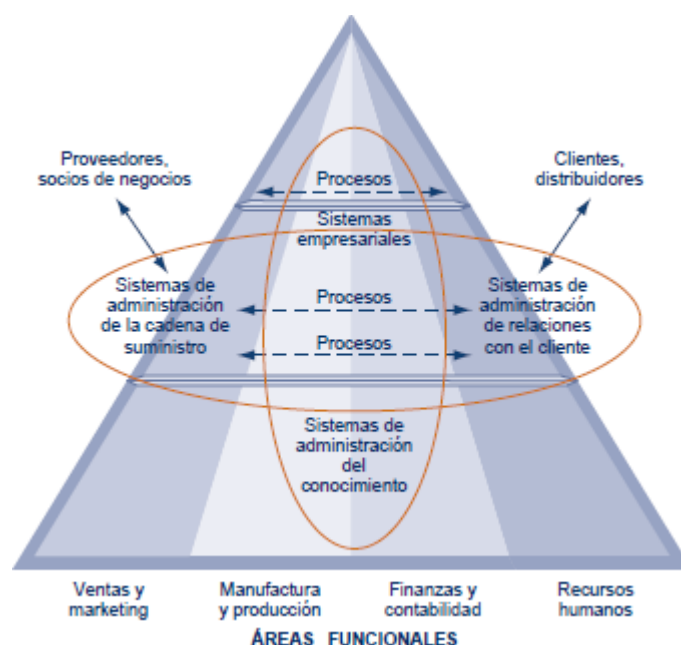 Proveedores,
socios de negocios
Clientes,
distribuidores
Procesos
Sistemas
empresariales
Sistemas de
administración
de la cadena de
suministro
Procesos
Procesos
Sistemas de
administración
de relaciones
con el cliente
Sistemas de
administración
del
conocimiento
Ventas y
marketing
Manufactura
y producción
Finanzas y
contabilidad
Recursos
humanos
ÁREAS FUNCIONALES